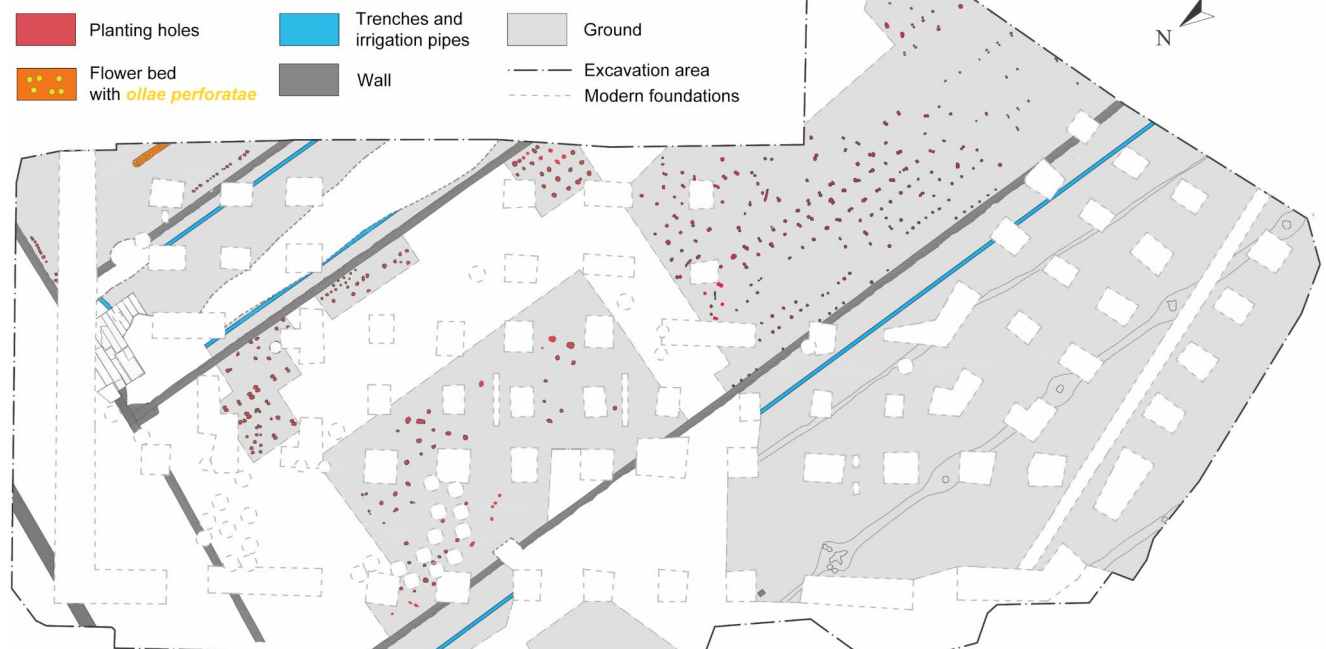 Planting holes
Flower bed
with ollae perforatae
Trenches and
irrigation pipes
Wall
Ground
Excavation area
Modern foundations
N